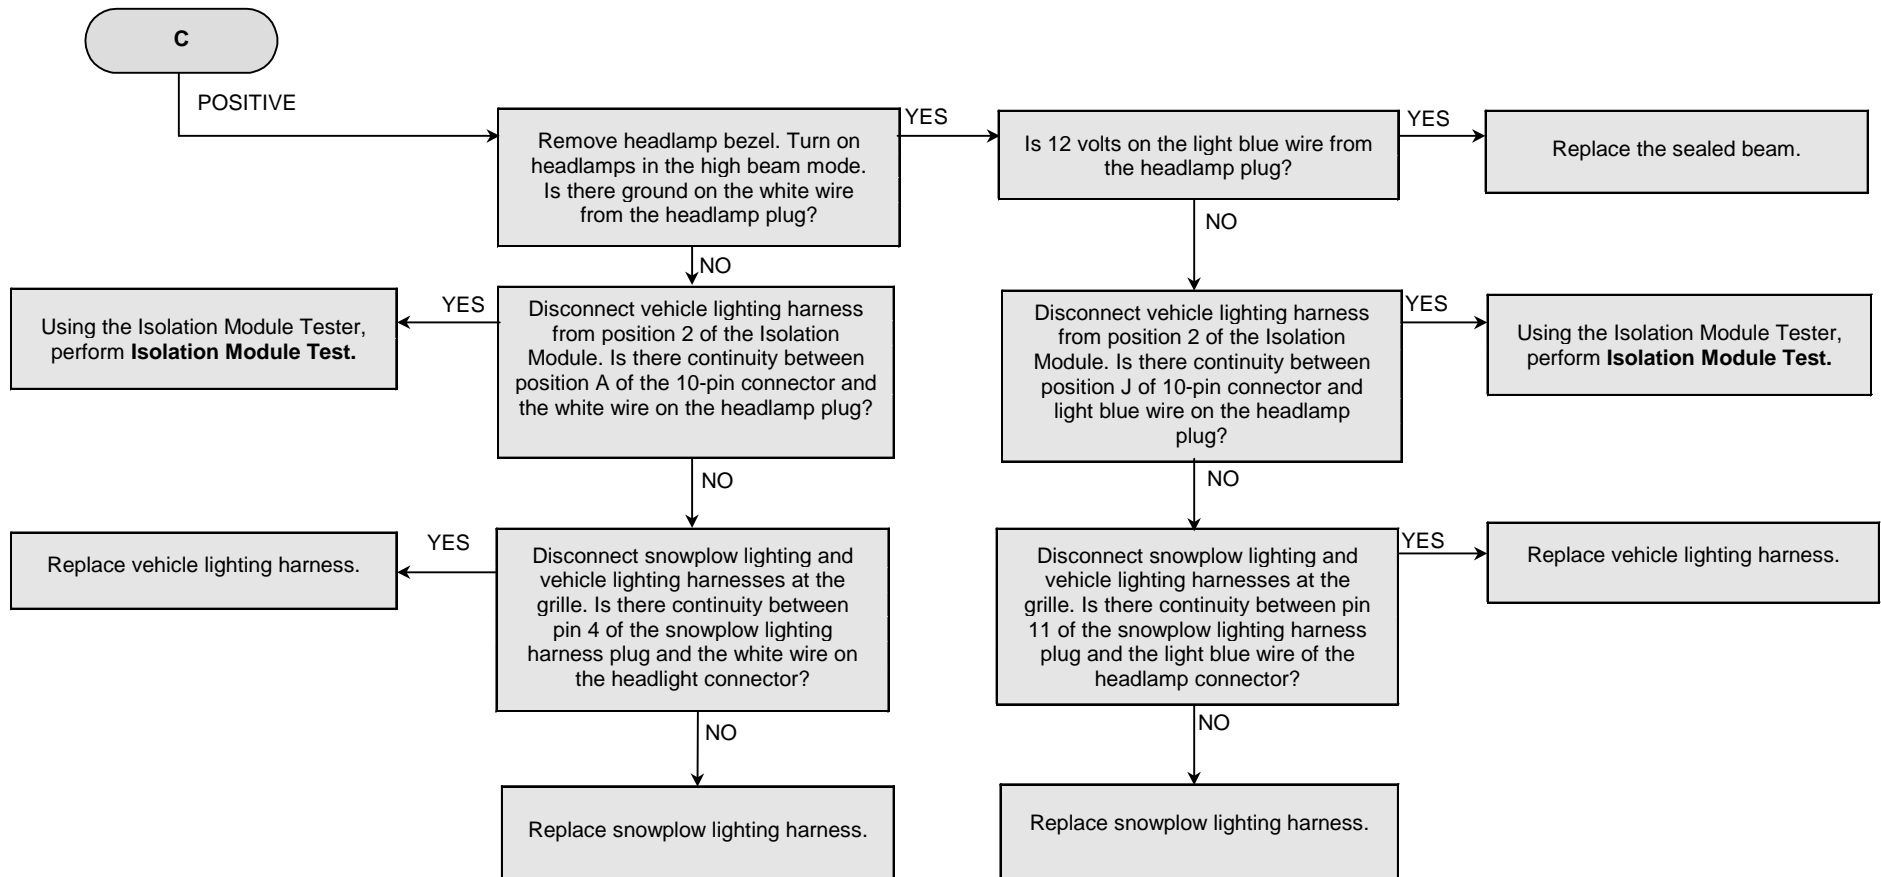 C
POSITIVE
Remove headlamp bezel. Turn on
headlamps in the high beam mode.
Is there ground on the white wire
from the headlamp plug?
YES
Is 12 volts on the light blue wire from
the headlamp plug?
YES
Replace the sealed beam.
NO
NO
Using the Isolation Module Tester,
perform Isolation Module Test.
YES
Disconnect vehicle lighting harness
from position 2 of the Isolation
Module. Is there continuity between
position A of the 10-pin connector and
the white wire on the headlamp plug?
Disconnect vehicle lighting harness
from position 2 of the Isolation
Module. Is there continuity between
position J of 10-pin connector and
light blue wire on the headlamp
plug?
YES
Using the Isolation Module Tester,
perform Isolation Module Test.
NO
NO
Replace vehicle lighting harness.
YES
Disconnect snowplow lighting and
vehicle lighting harnesses at the
grille. Is there continuity between
pin 4 of the snowplow lighting
harness plug and the white wire on
the headlight connector?
Disconnect snowplow lighting and
vehicle lighting harnesses at the
grille. Is there continuity between pin
11 of the snowplow lighting harness
plug and the light blue wire of the
headlamp connector?
YES
Replace vehicle lighting harness.
NO
NO
Replace snowplow lighting harness.
Replace snowplow lighting harness.